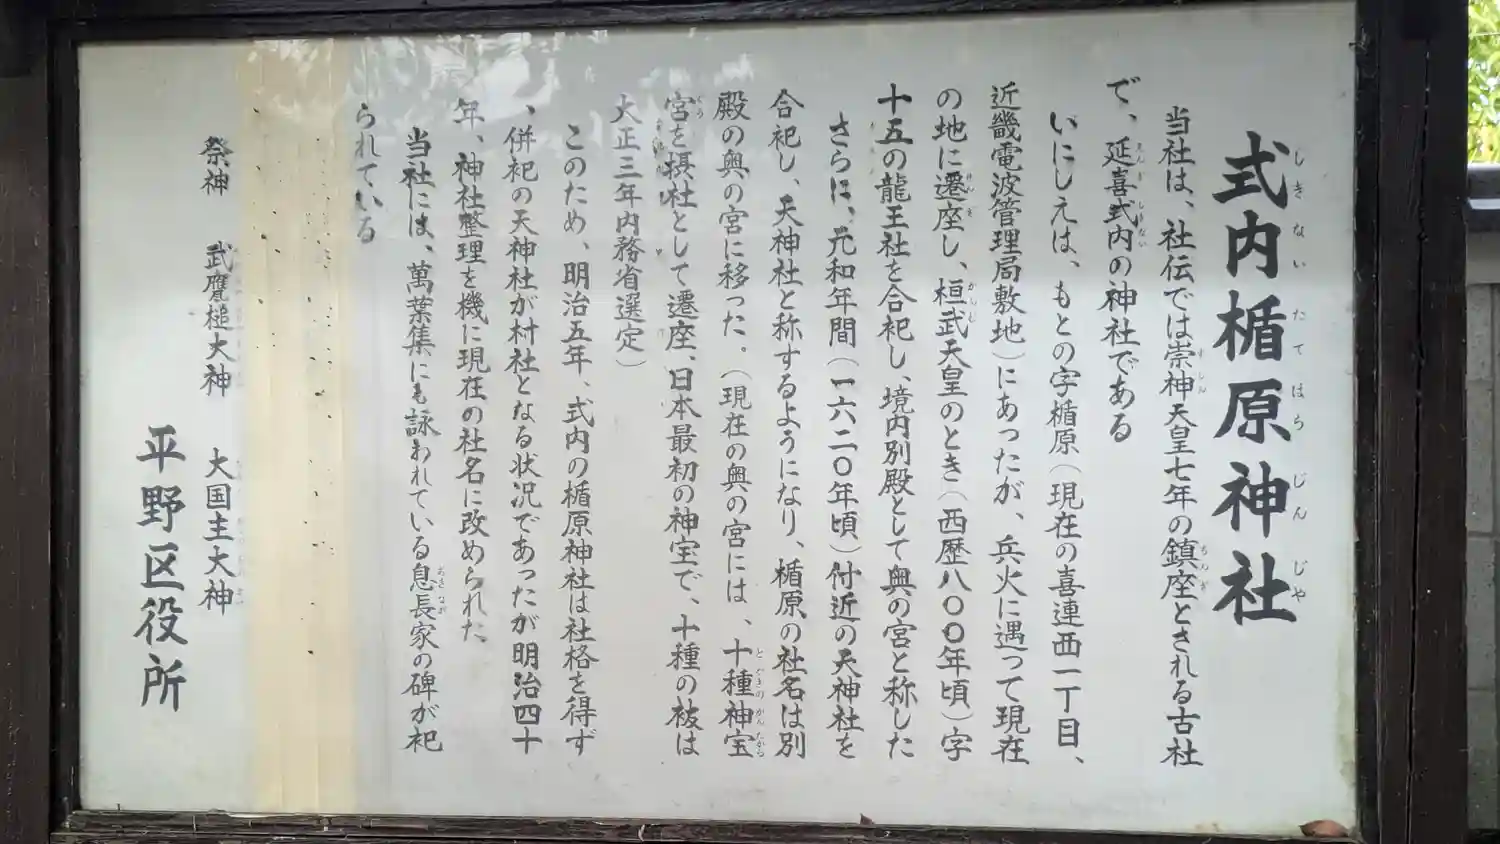 式内楯原神社
しきないたてはらじんじゃ
当社は、社伝では崇神天皇七年の鎮座とされる古社
で、延喜式内の神社である
いにしえは、もとの字楯原(現在の喜連西一丁目、
近畿電波管理局敷地)にあったが、兵火に遇って現在
の地に遷座し、桓武天皇のとき(西歴八〇〇年頃)字
十五の龍王社を合祀し、境内別殿として奥の宮と称した
さらに、元和年間(一六二〇年頃)付近の天神社を
合祀し、天神社と称するようになり、楯原の社名は別
殿の奥の宮に移った。(現在の奥の宮には、十種神宝
宮を摂社として遷座、日本最初の神宝で、十種の祓は
大正三年内務省選定)
このため、明治五年、式内の楯原神社は社格を得ず
、併祀の天神社が村社となる状況であったが明治四十
年、神社整理を機に現在の社名に改められた
当社には、萬葉集にも詠われている息長家の碑が祀
られている
祭神 武甕槌大神 大国主大神
平野区役所